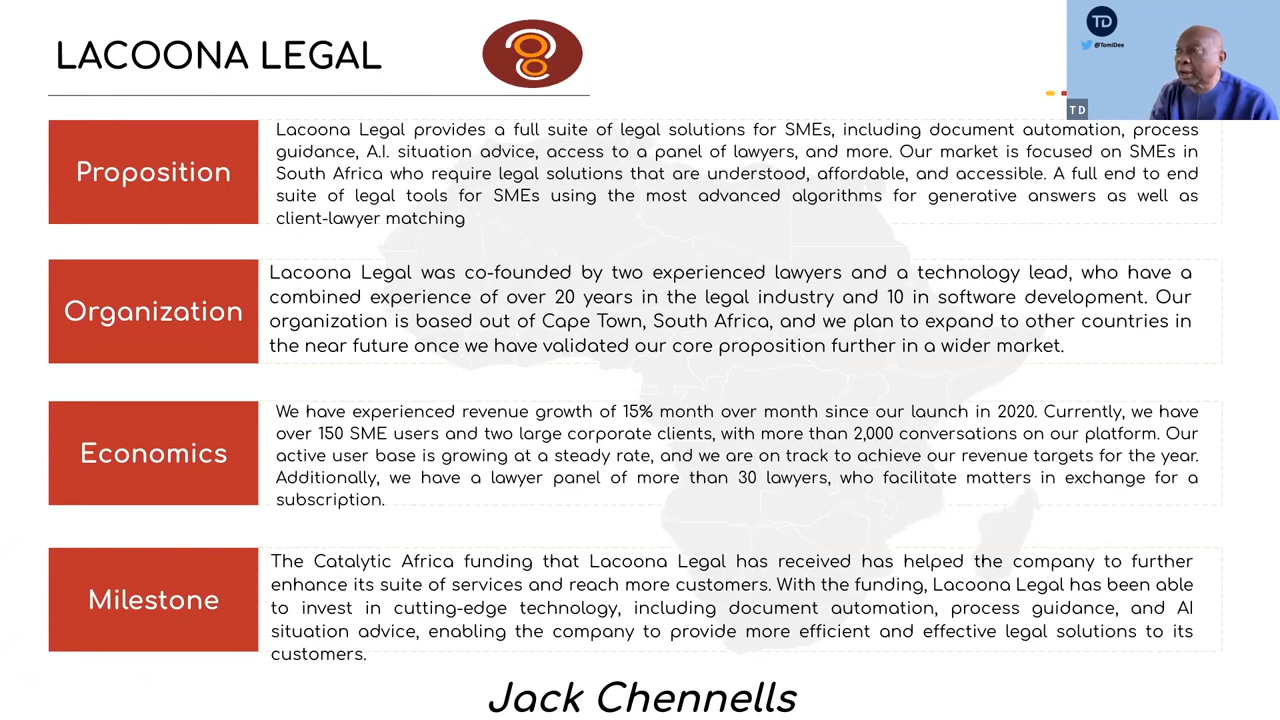 LACOONA LEGAL
TD
@TomiDee
T D
Proposition
Lacoona Legal provides a full suite of legal solutions for SMEs, including document automation, process
guidance, A.I. situation advice, access to a panel of lawyers, and more. Our market is focused on SMEs in
South Africa who require legal solutions that are understood, affordable, and accessible. A full end to end
suite of legal tools for SMEs using the most advanced algorithms for generative answers as well as
client-lawyer matching
Organization
Lacoona Legal was co-founded by two experienced lawyers and a technology lead, who have a
combined experience of over 20 years in the legal industry and 10 in software development. Our
organization is based out of Cape Town, South Africa, and we plan to expand to other countries in
the near future once we have validated our core proposition further in a wider market.
Economics
We have experienced revenue growth of 15% month over month since our launch in 2020. Currently, we have
over 150 SME users and two large corporate clients, with more than 2,000 conversations on our platform. Our
active user base is growing at a steady rate, and we are on track to achieve our revenue targets for the year.
Additionally, we have a lawyer panel of more than 30 lawyers, who facilitate matters in exchange for a
subscription.
Milestone
The Catalytic Africa funding that Lacoona Legal has received has helped the company to further
enhance its suite of services and reach more customers. With the funding, Lacoona Legal has been able
to invest in cutting-edge technology, including document automation, process guidance, and AI
situation advice, enabling the company to provide more efficient and effective legal solutions to its
customers.
Jack Chennells